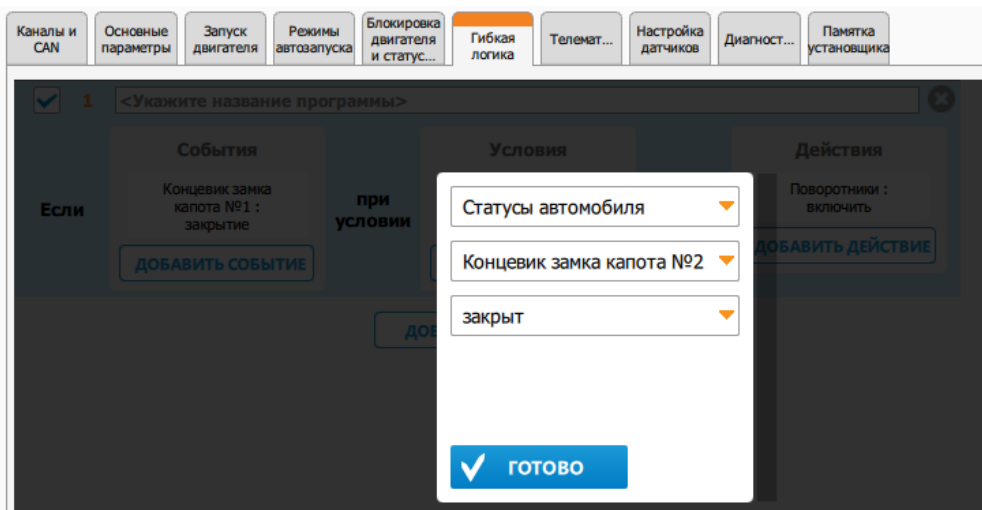 Каналы и
CAN
Основные
параметры
Запуск
двигателя
Режимы
автозапуска
Блокировка
двигателя
и статус...
Гибкая
логика
Телемат...
Настройка
датчиков
Диагност...
Памятка
установщика
1 <Укажите название программы>
События
Условия
Действия
Если
Концевик замка
капота №1 :
закрытие
при
условии
Поворотники :
включить
ДОБАВИТЬ СОБЫТИЕ
ДОБАВИТЬ ДЕЙСТВИЕ
Статусы автомобиля
Концевик замка капота №2
закрыт
ГОТОВО